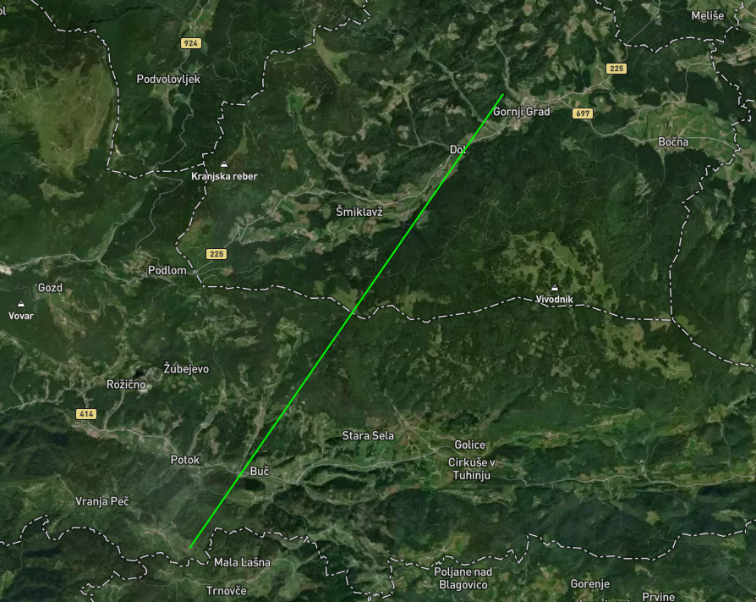 Meliše
924
225
Podvolovljek
Gornji Grad
697
Dol
Bočna
Kranjska reber
Šmiklavž
225
Podlom
Gozd
Vivodnik
Vovar
Žubejevo
Rožično
414
Stara Sela
Golice
Potok
Buč
Cirkuše v
Tuhinju
Vranja Peč
Mala Lašna
Poljane nad
Blagovico
Gorenje
Trnovče
Prvine